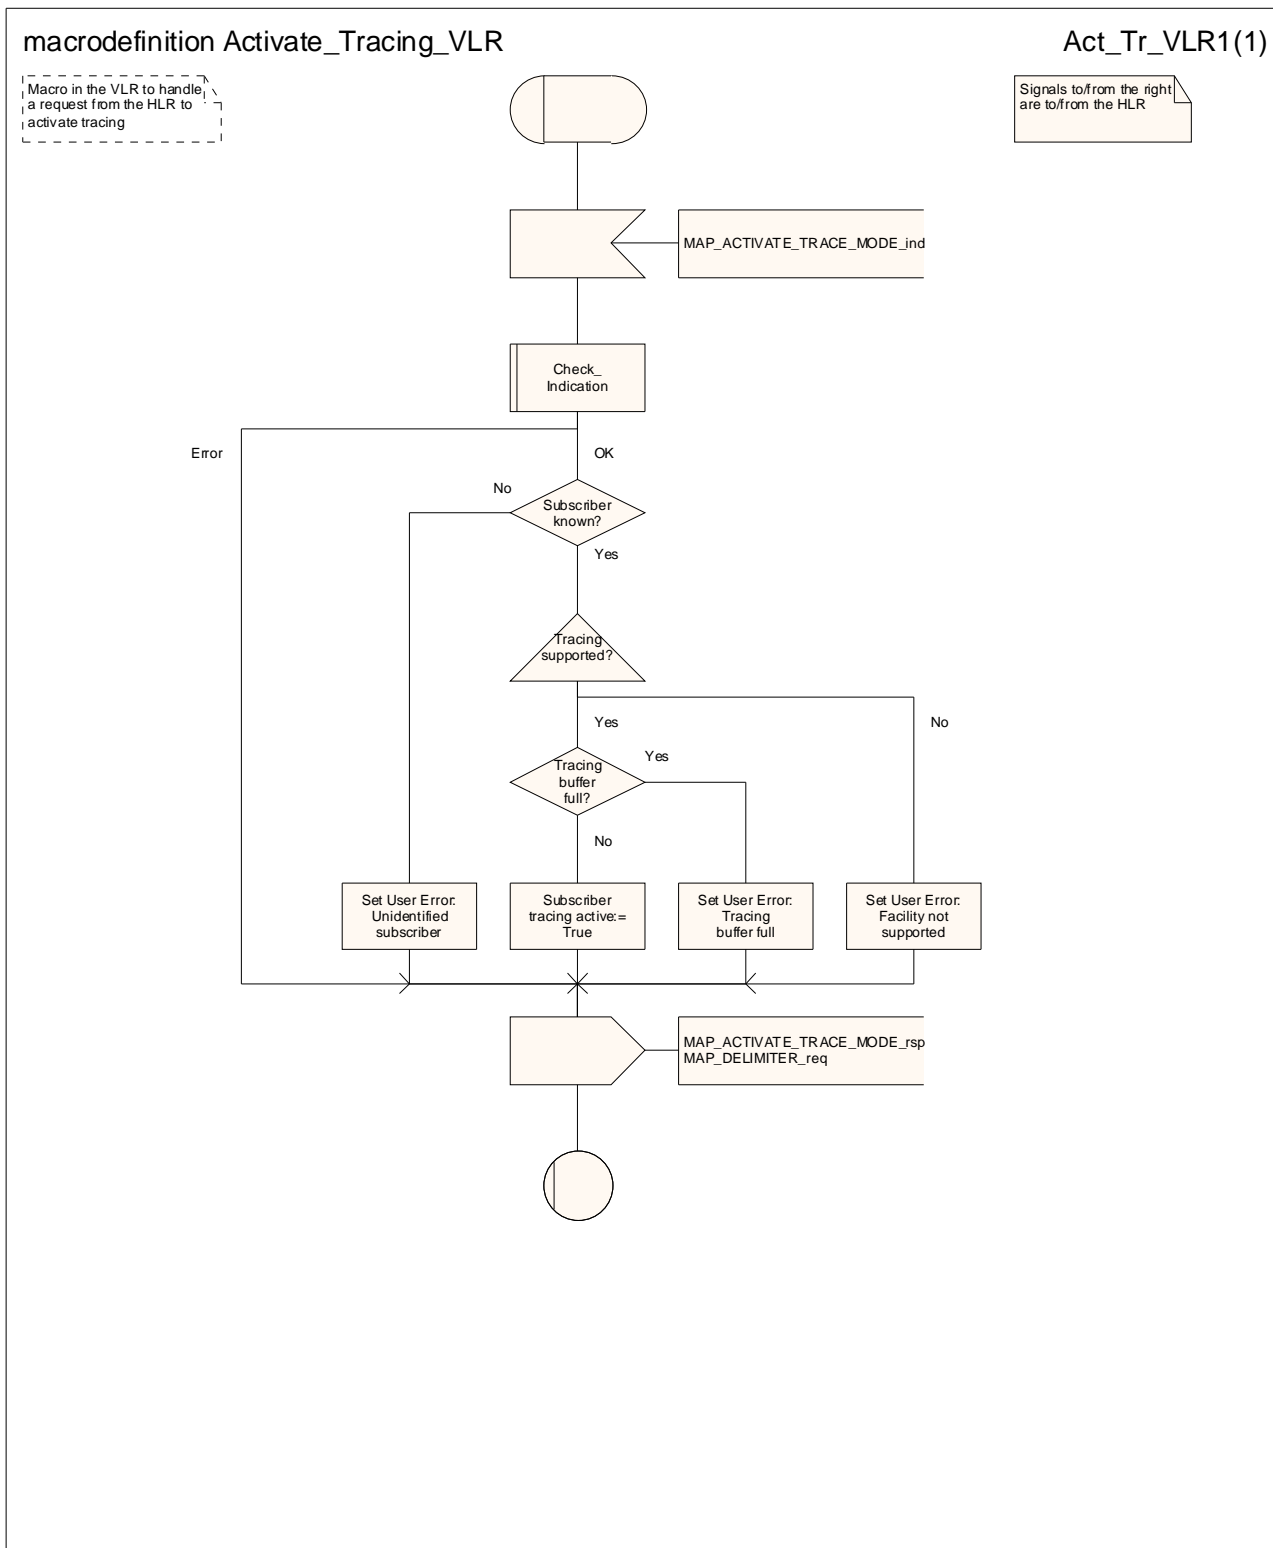 macrodefinition Activate_Tracing_VLR
Act_Tr_VLR1(1)
Macro in the VLR to handle
a request from the HLR to
activate tracing
Signals to/from the right
are to/from the HLR
MAP_ACTIVATE_TRACE_MODE_ind
Check_
Indication
Error
OK
No
Subscriber
known?
Yes
Tracing
supported?
Yes
No
Tracing
buffer
full?
Yes
No
Set User Error:
Unidentified
subscriber
Subscriber
tracing active:=
True
Set User Error:
Tracing
buffer full
Set User Error:
Facility not
supported
MAP_ACTIVATE_TRACE_MODE_rsp
MAP_DELIMITER_req